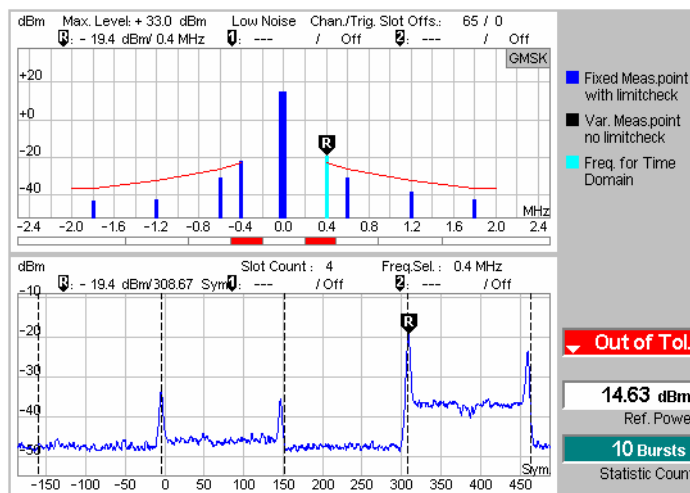 dBm Max. Level: + 33.0 dBm Low Noise Chan./Trig. Slot Offs.: 65 / 0
R: - 19.4 dBm/ 0.4 MHz 1: --- / Off 2: --- / Off
GMSK
+20
+0
-20
-40
R
MHz
-2.4 -2.0 -1.6 -1.2 -0.8 -0.4 0.0 0.4 0.8 1.2 1.6 2.0 2.4
Fixed Meas.point
with limitcheck
Var. Meas.point
no limitcheck
Freq. for Time
Domain
dBm Slot Count : 4 Freq.Sel. : 0.4 MHz
R: - 19.4 dBm/308.67 Sym 1: --- / Off 2: --- / Off
-10
-20
-30
-40
-50
R
Sym.
-150 -100 -50 0 50 100 150 200 250 300 350 400 450
Out of Tol.
14.63 dBm
Ref. Powe
10 Bursts
Statistic Coun